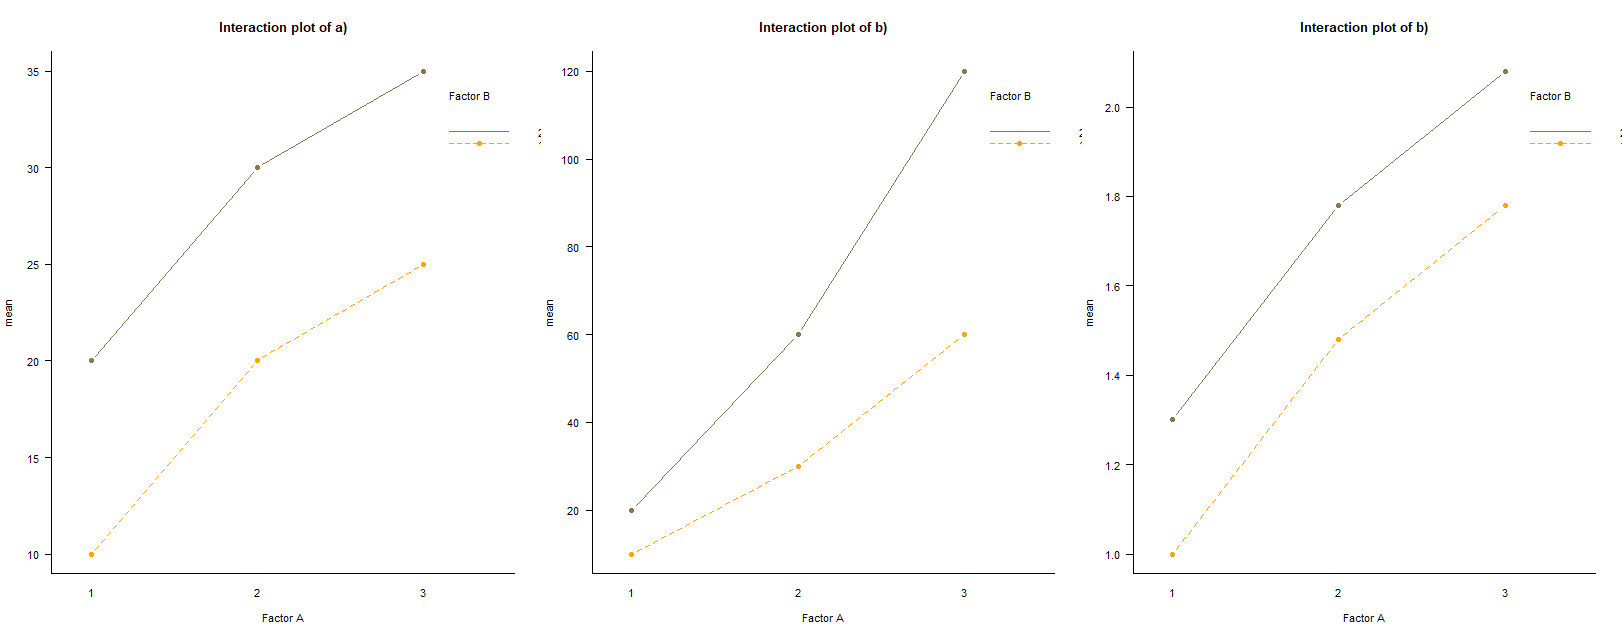 Interaction plot of a)
35
30
25
20
15
10
mean
1
2
3
Factor A
Factor B
Interaction plot of b)
120
100
80
60
40
20
mean
1
2
3
Factor A
Factor B
Interaction plot of b)
2.0
1.8
1.6
1.4
1.2
1.0
mean
1
2
3
Factor A
Factor B